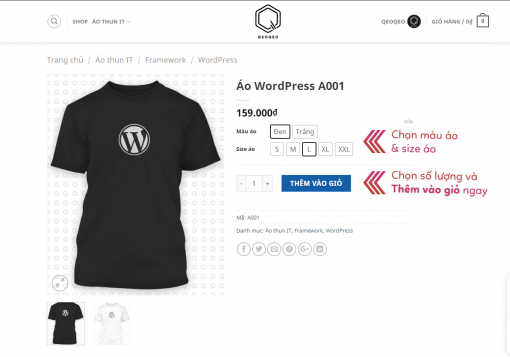 SHOP ÁO THUN IT
QEOQEO
QEOQEO
GIỎ HÀNG / 0₫
0
Trang chủ / Áo thun IT / Framework / WordPress
Áo WordPress A001
159.000₫
XÓA
Màu áo Đen Trắng
Size áo S M L XL XXL
Chọn màu áo
& size áo
- 1 +
THÊM VÀO GIỎ
Chọn số lượng và
Thêm vào giỏ ngay
Mã: A001
Danh mục: Áo thun IT, Framework, WordPress